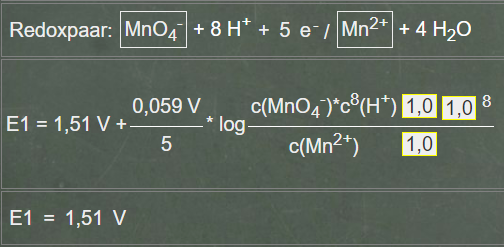 Redoxpaar: MnO₄⁻ + 8 H⁺ + 5 e⁻ / Mn²⁺ + 4 H₂O
0,059 V c(MnO₄⁻)*c⁸(H⁺) 1,0 1,0 ⁸
E1 = 1,51 V + * log
5 c(Mn²⁺) 1,0
E1 = 1,51 V